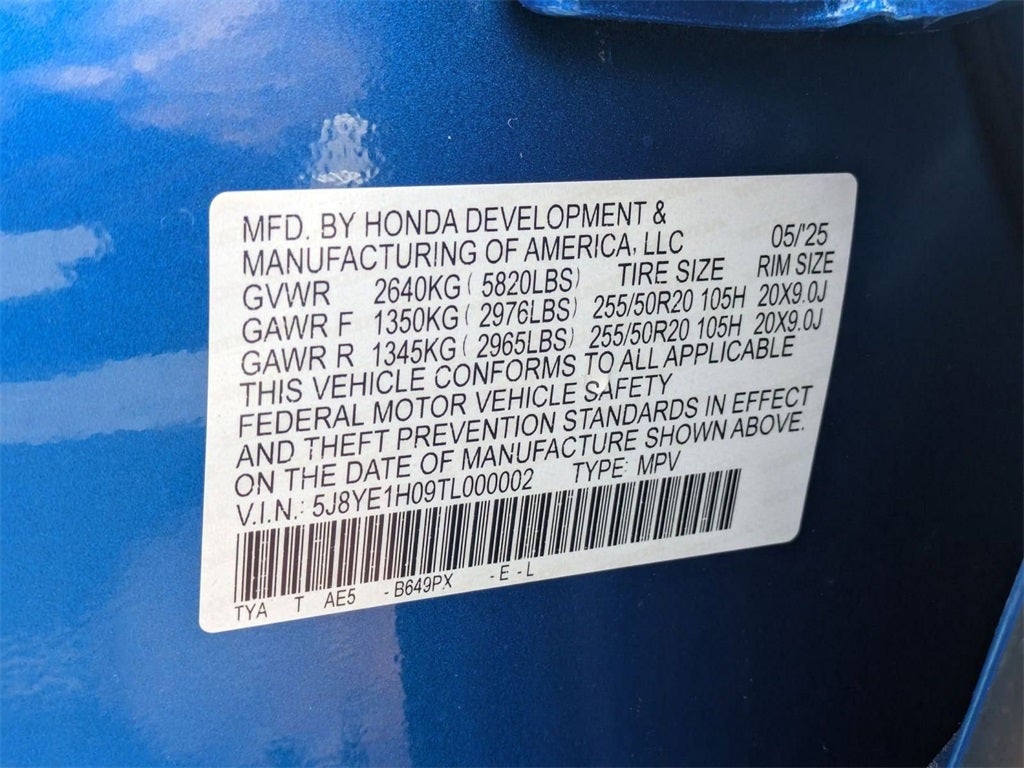 MFD. BY HONDA DEVELOPMENT &
MANUFACTURING OF AMERICA, LLC 05/'25
GVWR 2640KG ( 5820LBS) TIRE SIZE RIM SIZE
GAWR F 1350KG ( 2976LBS) 255/50R20 105H 20X9.0J
GAWR R 1345KG ( 2965LBS) 255/50R20 105H 20X9.0J
THIS VEHICLE CONFORMS TO ALL APPLICABLE
FEDERAL MOTOR VEHICLE SAFETY
AND THEFT PREVENTION STANDARDS IN EFFECT
ON THE DATE OF MANUFACTURE SHOWN ABOVE.
V.I.N.: 5J8YE1H09TL000002 TYPE: MPV
TYA T AE5 -B649PX -E-L